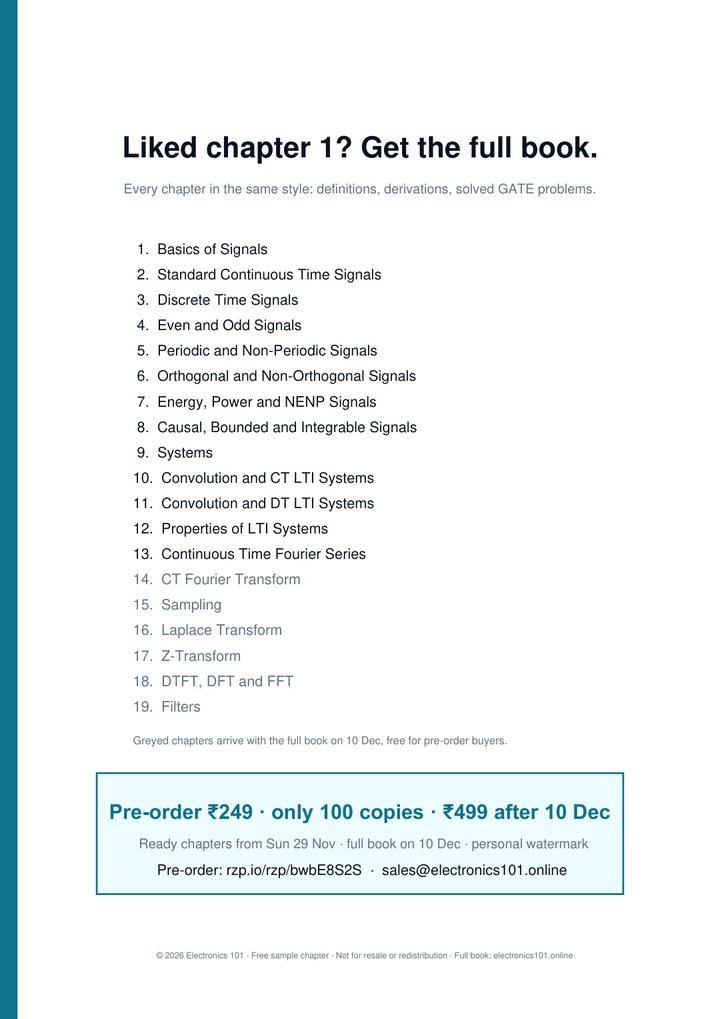 Liked chapter 1? Get the full book.
Every chapter in the same style: definitions, derivations, solved GATE problems.
1. Basics of Signals
2. Standard Continuous Time Signals
3. Discrete Time Signals
4. Even and Odd Signals
5. Periodic and Non-Periodic Signals
6. Orthogonal and Non-Orthogonal Signals
7. Energy, Power and NENP Signals
8. Causal, Bounded and Integrable Signals
9. Systems
10. Convolution and CT LTI Systems
11. Convolution and DT LTI Systems
12. Properties of LTI Systems
13. Continuous Time Fourier Series
14. CT Fourier Transform
15. Sampling
16. Laplace Transform
17. Z-Transform
18. DTFT, DFT and FFT
19. Filters
Greyed chapters arrive with the full book on 10 Dec, free for pre-order buyers.
Pre-order ₹249 · only 100 copies · ₹499 after 10 Dec
Ready chapters from Sun 29 Nov · full book on 10 Dec · personal watermark
Pre-order: rzp.io/rzp/bwbE8S2S · sales@electronics101.online
© 2026 Electronics 101 · Free sample chapter · Not for resale or redistribution · Full book: electronics101.online